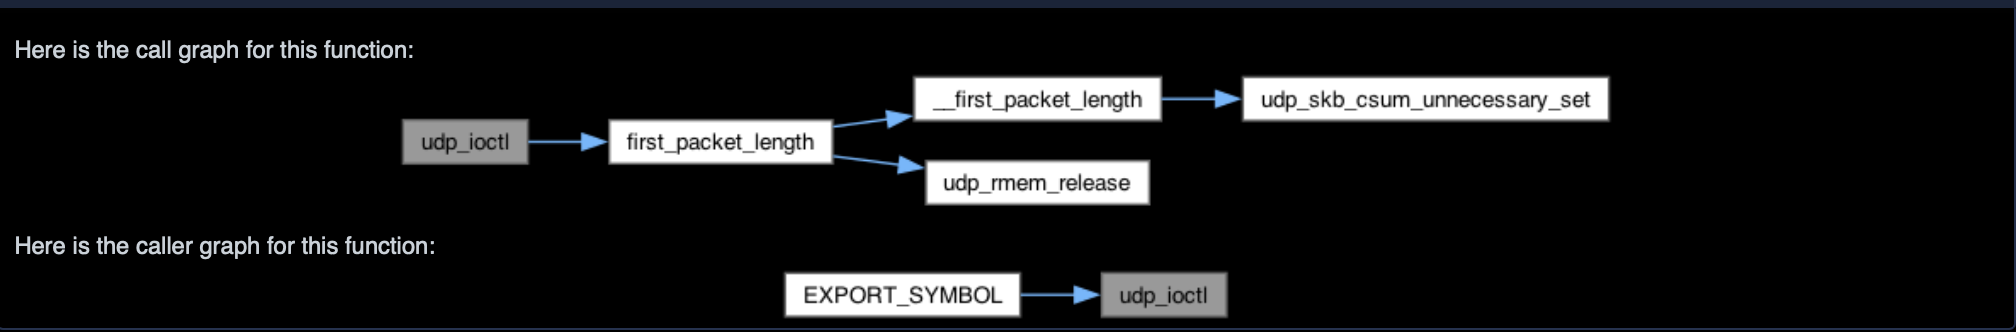 Here is the call graph for this function:
__first_packet_length
udp_skb_csum_unnecessary_set
udp_ioctl
first_packet_length
udp_rmem_release
Here is the caller graph for this function:
EXPORT_SYMBOL
udp_ioctl